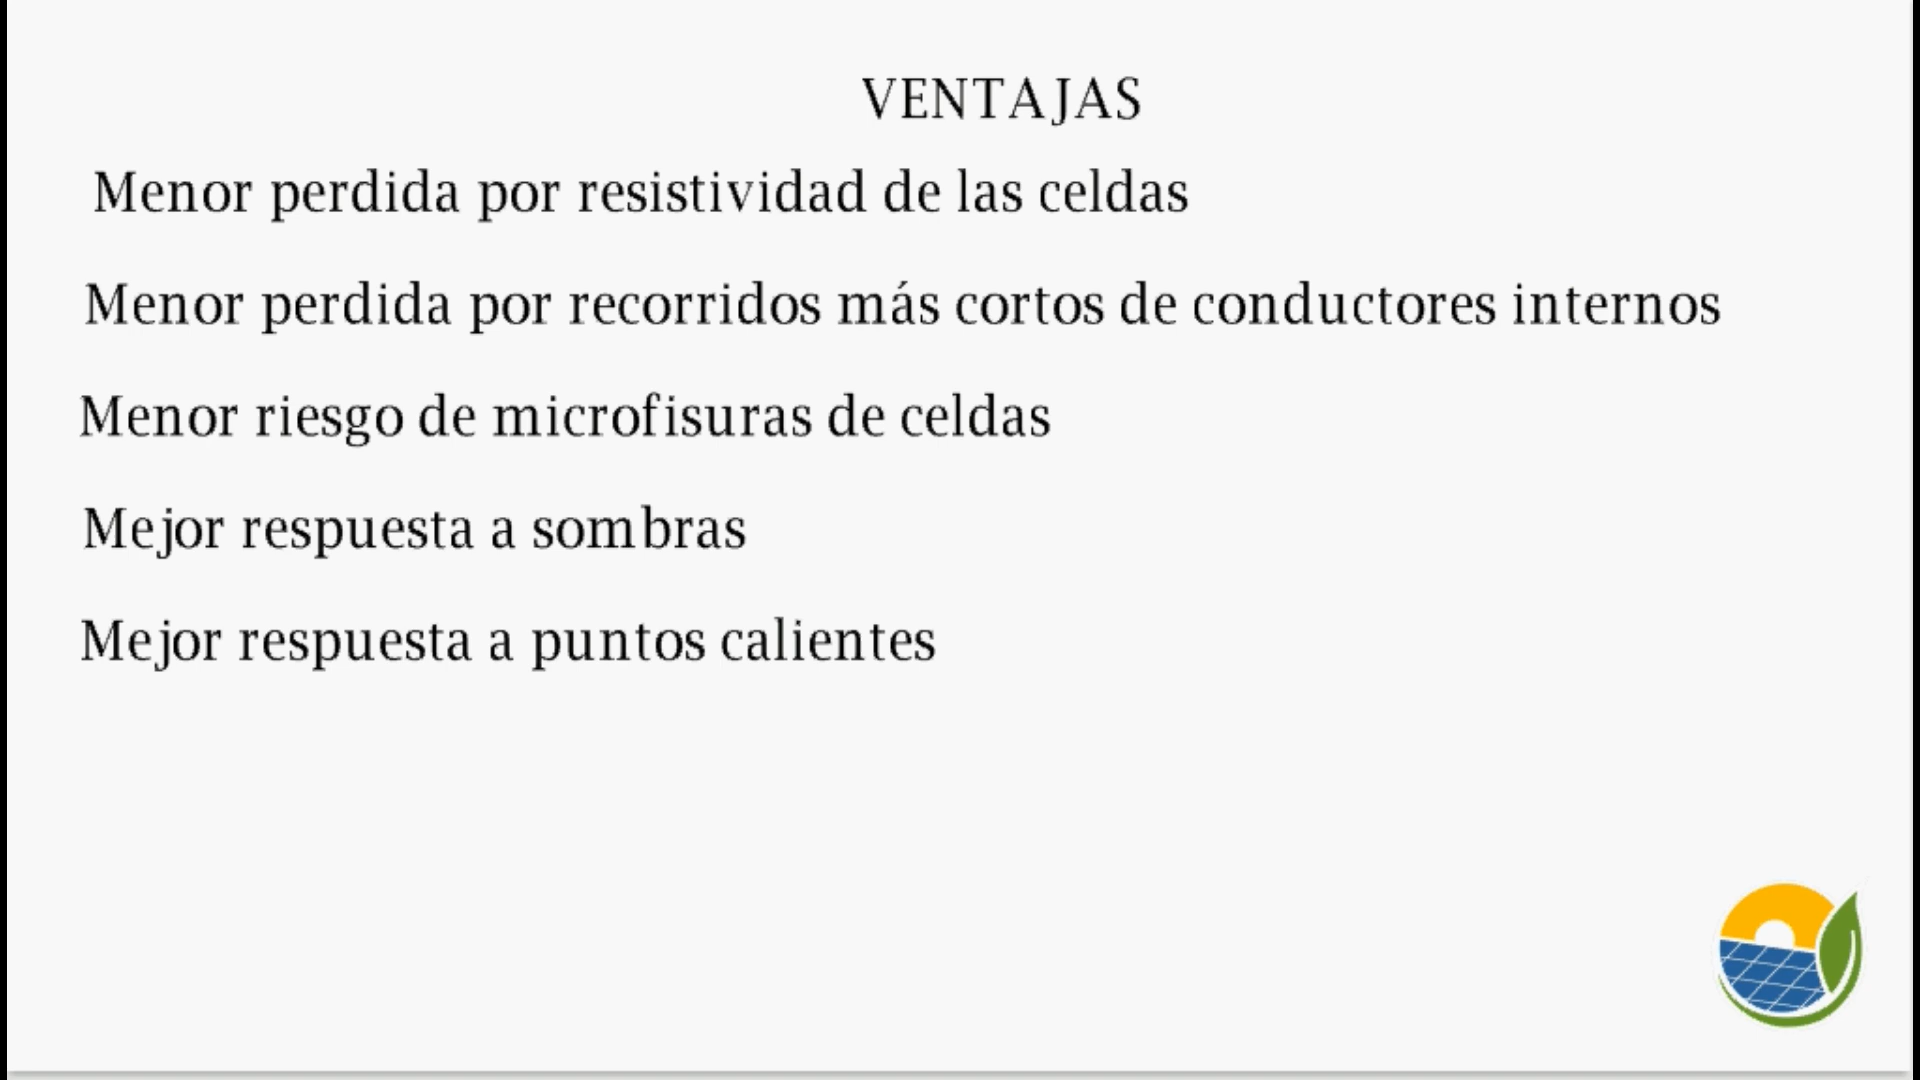 VENTAJAS
Menor perdida por resistividad de las celdas
Menor perdida por recorridos más cortos de conductores internos
Menor riesgo de microfisuras de celdas
Mejor respuesta a sombras
Mejor respuesta a puntos calientes